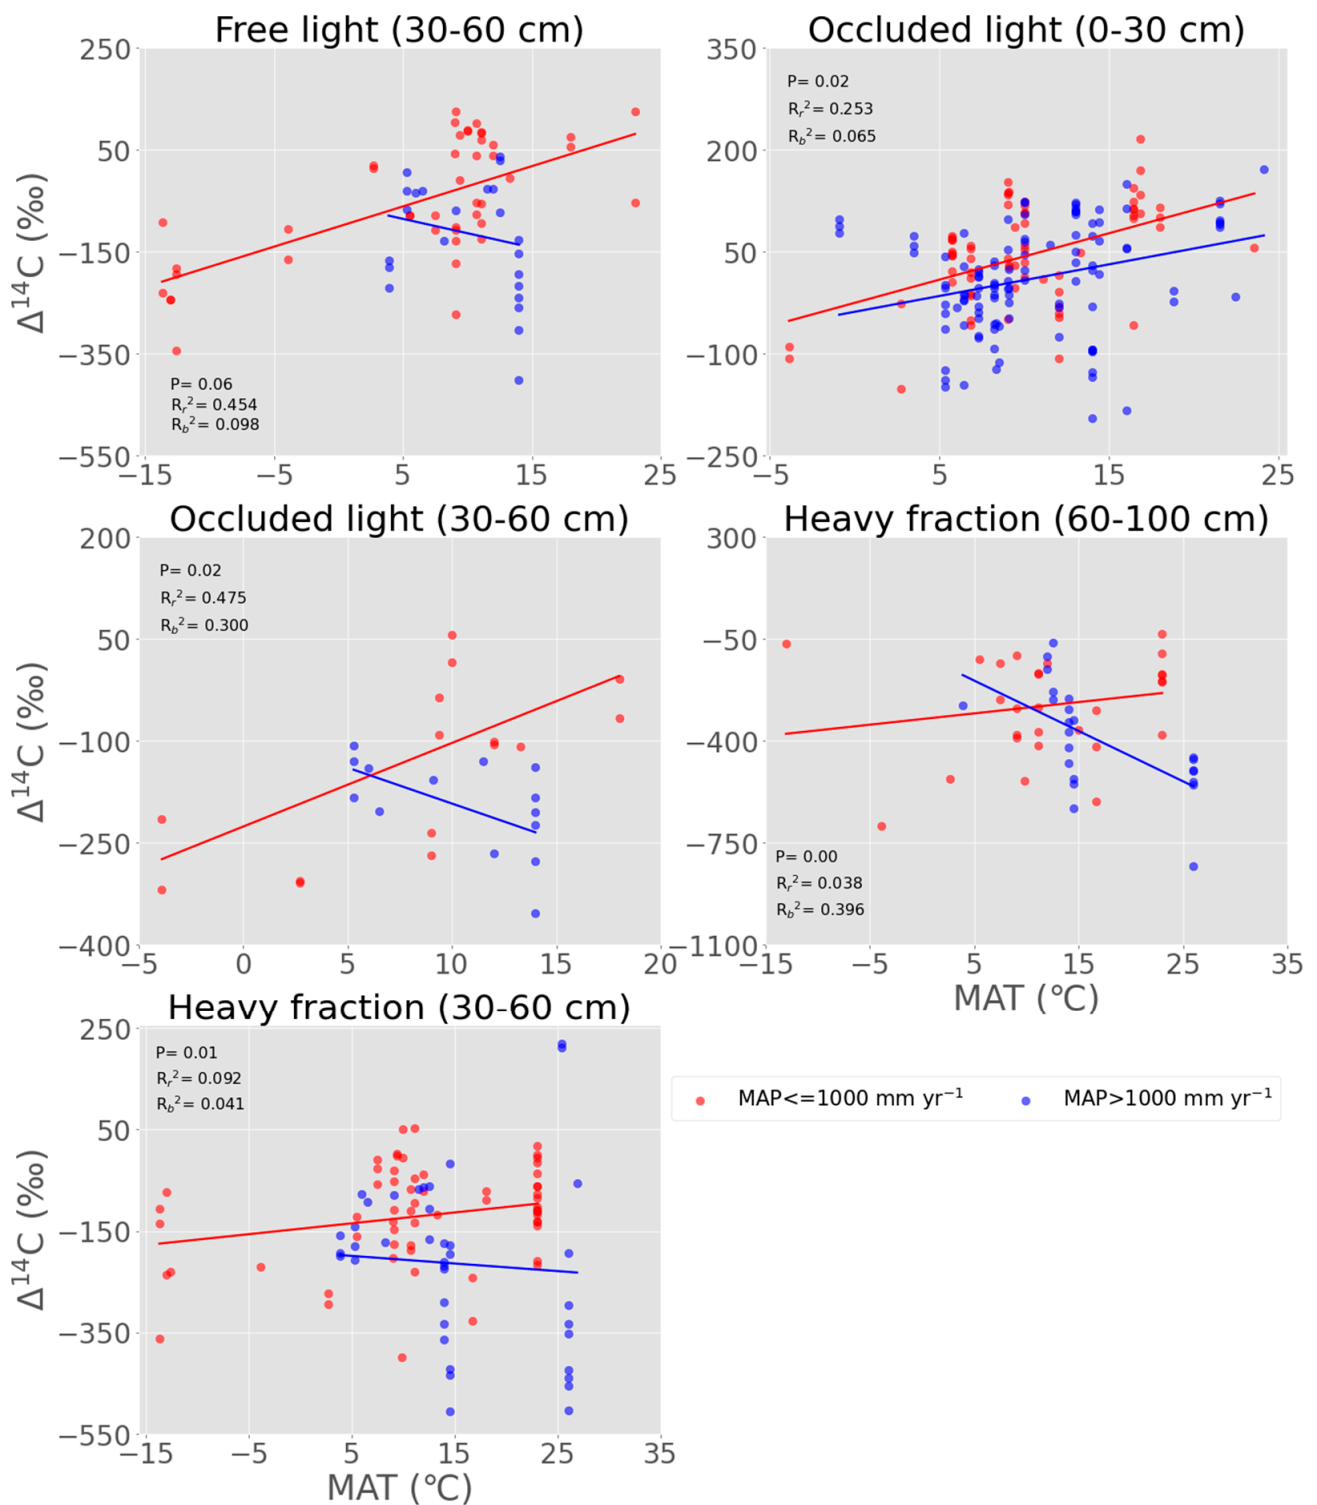 Free light (30-60 cm)
250
50
−150
−350
−550
Δ¹⁴C (‰)
P= 0.06
Rᵣ²= 0.454
R_b²= 0.098
−15
−5
5
15
25
Occluded light (0-30 cm)
350
200
50
−100
−250
P= 0.02
Rᵣ²= 0.253
R_b²= 0.065
−5
5
15
25
Occluded light (30-60 cm)
200
50
−100
−250
−400
Δ¹⁴C (‰)
P= 0.02
Rᵣ²= 0.475
R_b²= 0.300
−5
0
5
10
15
20
Heavy fraction (60-100 cm)
300
−50
−400
−750
−1100
P= 0.00
Rᵣ²= 0.038
R_b²= 0.396
−15
−5
5
15
25
35
MAT (℃)
Heavy fraction (30-60 cm)
250
50
−150
−350
−550
Δ¹⁴C (‰)
P= 0.01
Rᵣ²= 0.092
R_b²= 0.041
−15
−5
5
15
25
35
MAT (℃)
MAP<=1000 mm yr⁻¹
MAP>1000 mm yr⁻¹